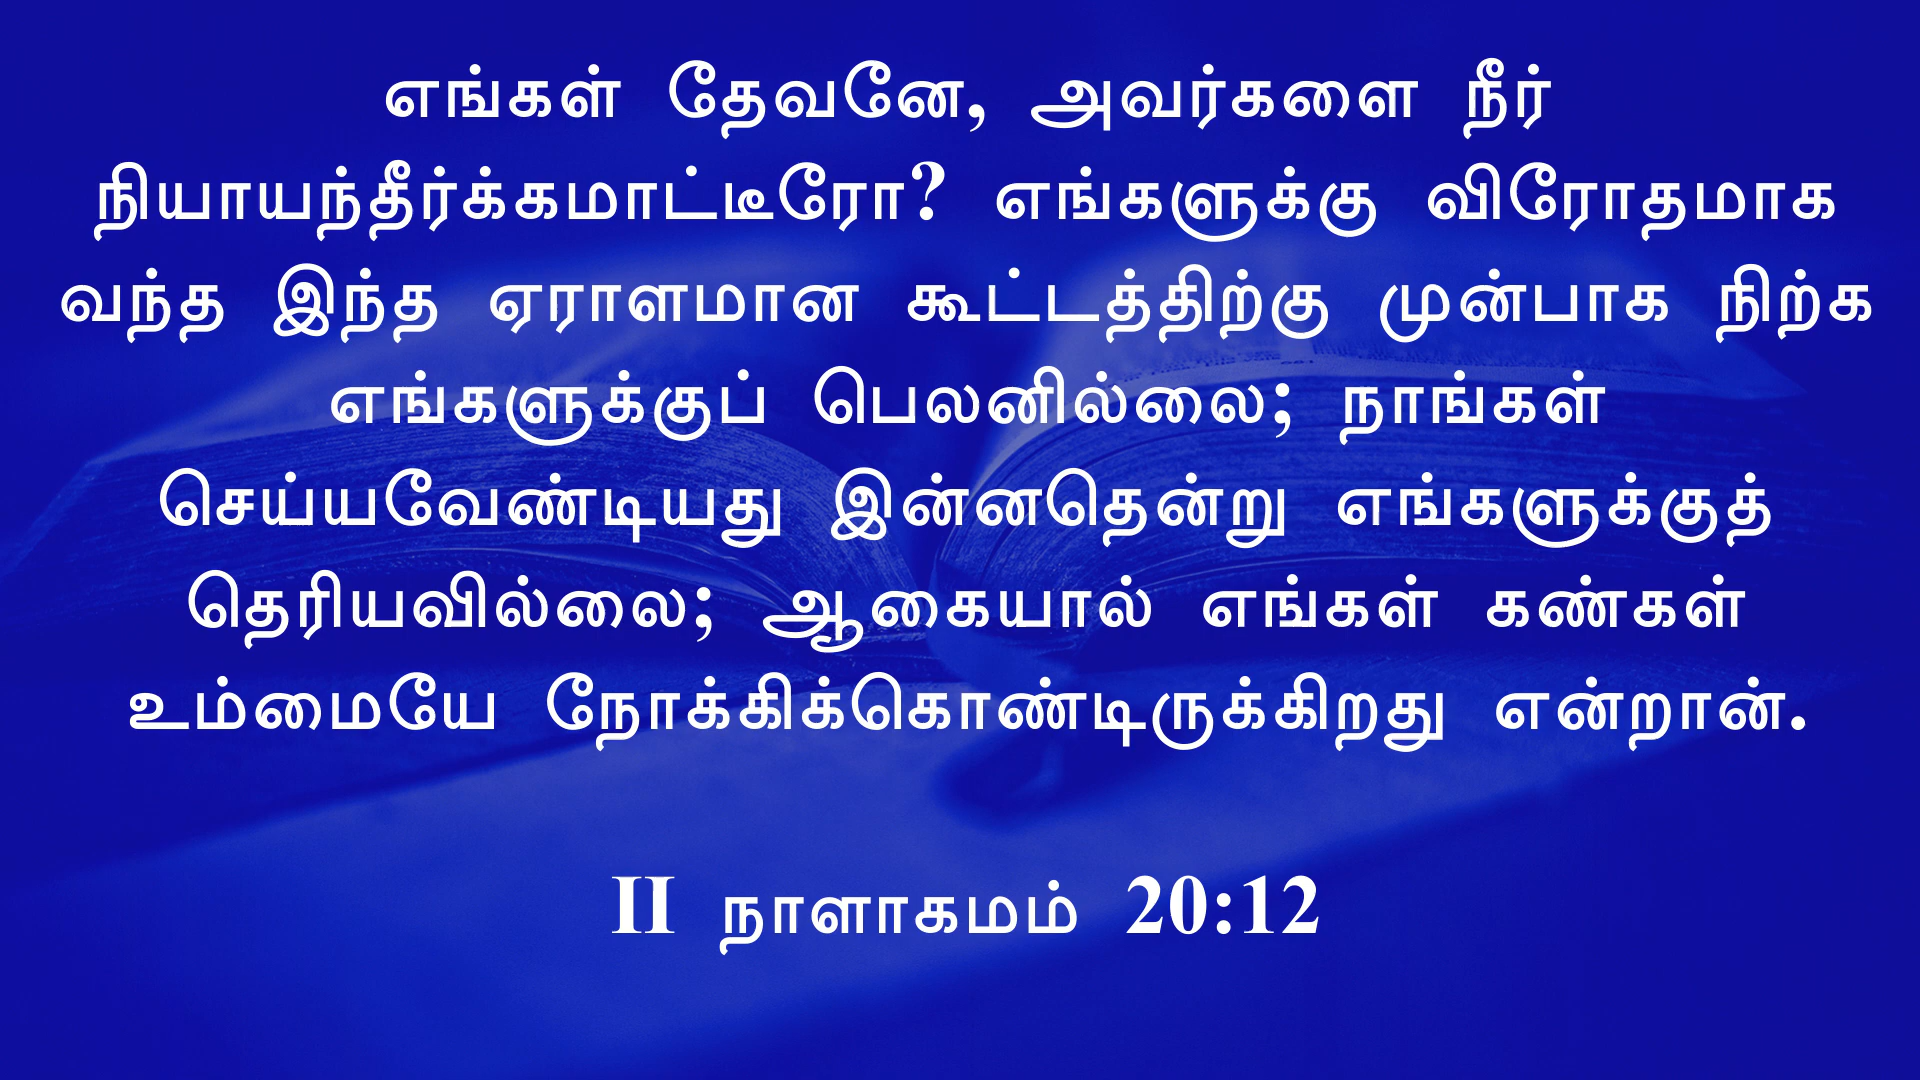 எங்கள் தேவனே, அவர்களை நீர்
நியாயந்தீர்க்கமாட்டீரோ? எங்களுக்கு விரோதமாக
வந்த இந்த ஏராளமான கூட்டத்திற்கு முன்பாக நிற்க
எங்களுக்குப் பெலனில்லை; நாங்கள்
செய்யவேண்டியது இன்னதென்று எங்களுக்குத்
தெரியவில்லை; ஆகையால் எங்கள் கண்கள்
உம்மையே நோக்கிக்கொண்டிருக்கிறது என்றான்.
II நாளாகமம் 20:12